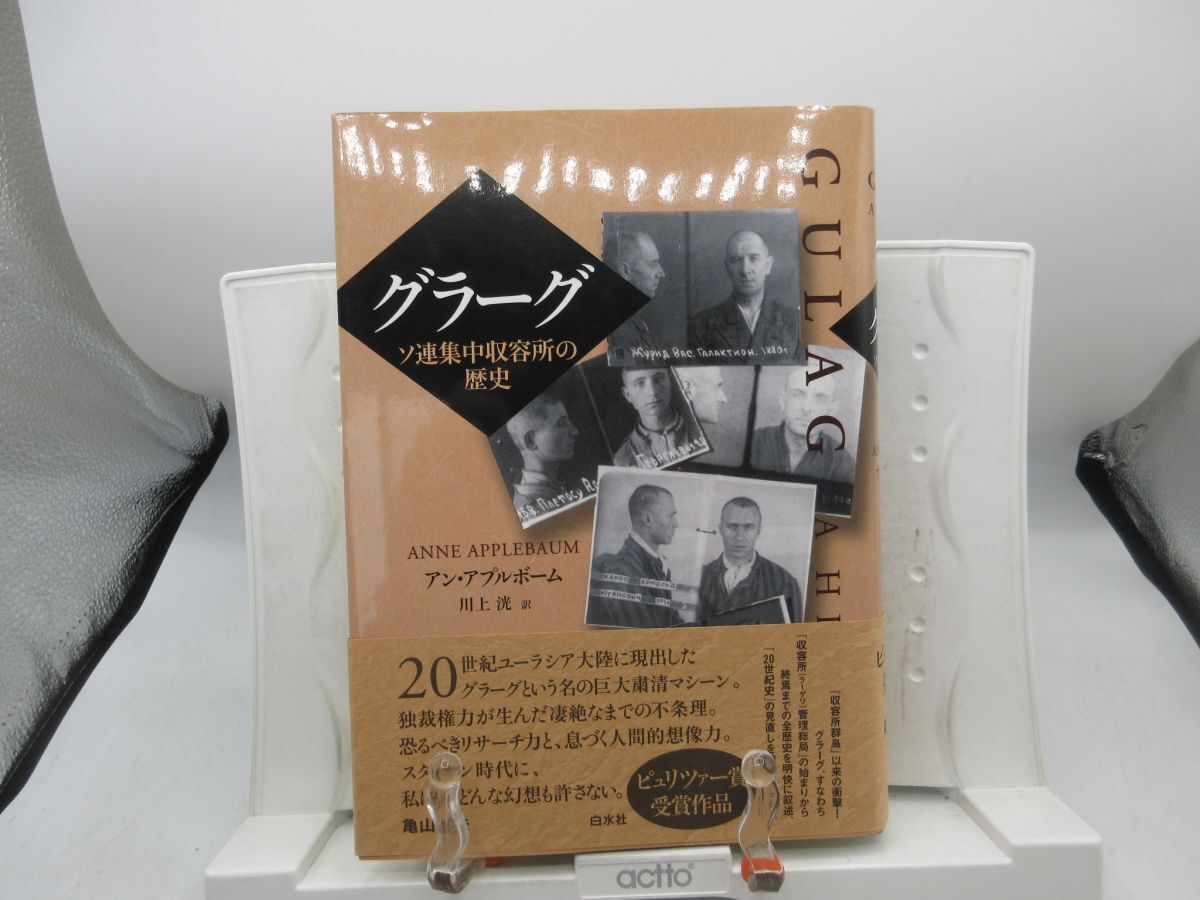 グラーグ
ソ連集中収容所の
歴史
GULAG
AHI
Журид Вас. Галактион. 1880г
ANNE APPLEBAUM
アン・アプルボーム
川上 洸 訳
20世紀ユーラシア大陸に現出した
グラーグという名の巨大粛清マシーン。
独裁権力が生んだ凄絶なまでの不条理。
恐るべきリサーチ力と、息づく人間的想像力。
スタ ン時代に、
私 どんな幻想も許さない。
亀山
ピュリツァー賞
受賞作品
白水社
『収容所群島』以来の衝撃!
グラーグ、すなわち
「収容所(ラーゲリ)管理総局」の始まりから
終焉までの全歴史を明快に叙述、
「20世紀史」の見直しを
actto